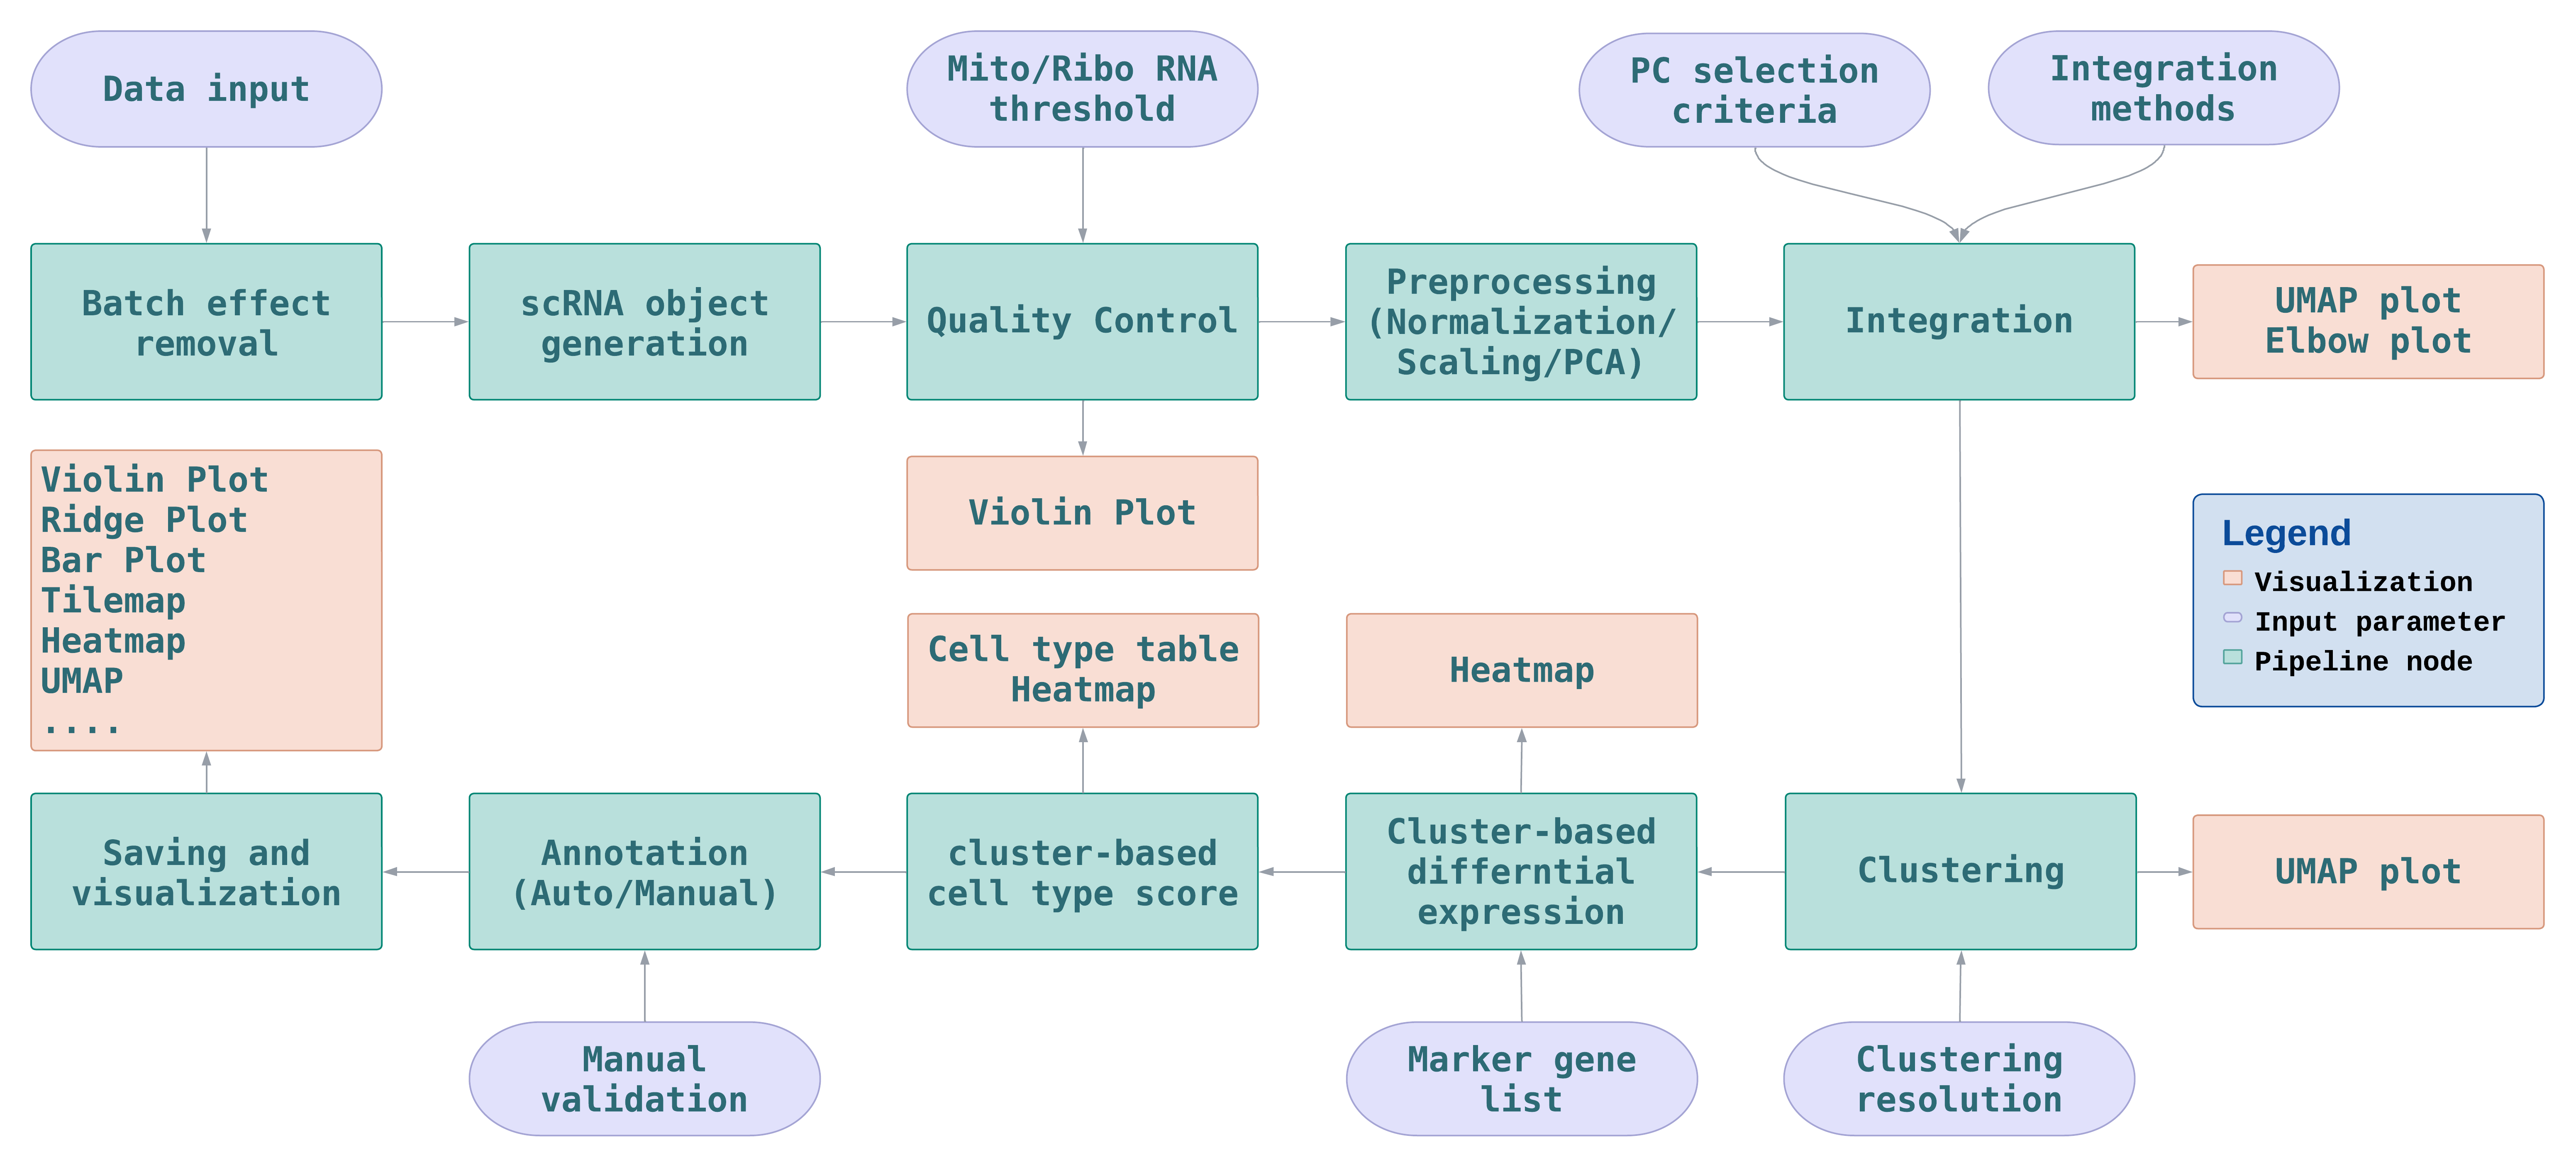 Data input
Mito/Ribo RNA
threshold
PC selection
criteria
Integration
methods
Batch effect
removal
scRNA object
generation
Quality Control
Preprocessing
(Normalization/
Scaling/PCA)
Integration
UMAP plot
Elbow plot
Violin Plot
Ridge Plot
Bar Plot
Tilemap
Heatmap
UMAP
....
Violin Plot
Cell type table
Heatmap
Heatmap
Legend
Visualization
Input parameter
Pipeline node
Saving and
visualization
Annotation
(Auto/Manual)
cluster-based
cell type score
Cluster-based
differntial
expression
Clustering
UMAP plot
Manual
validation
Marker gene
list
Clustering
resolution